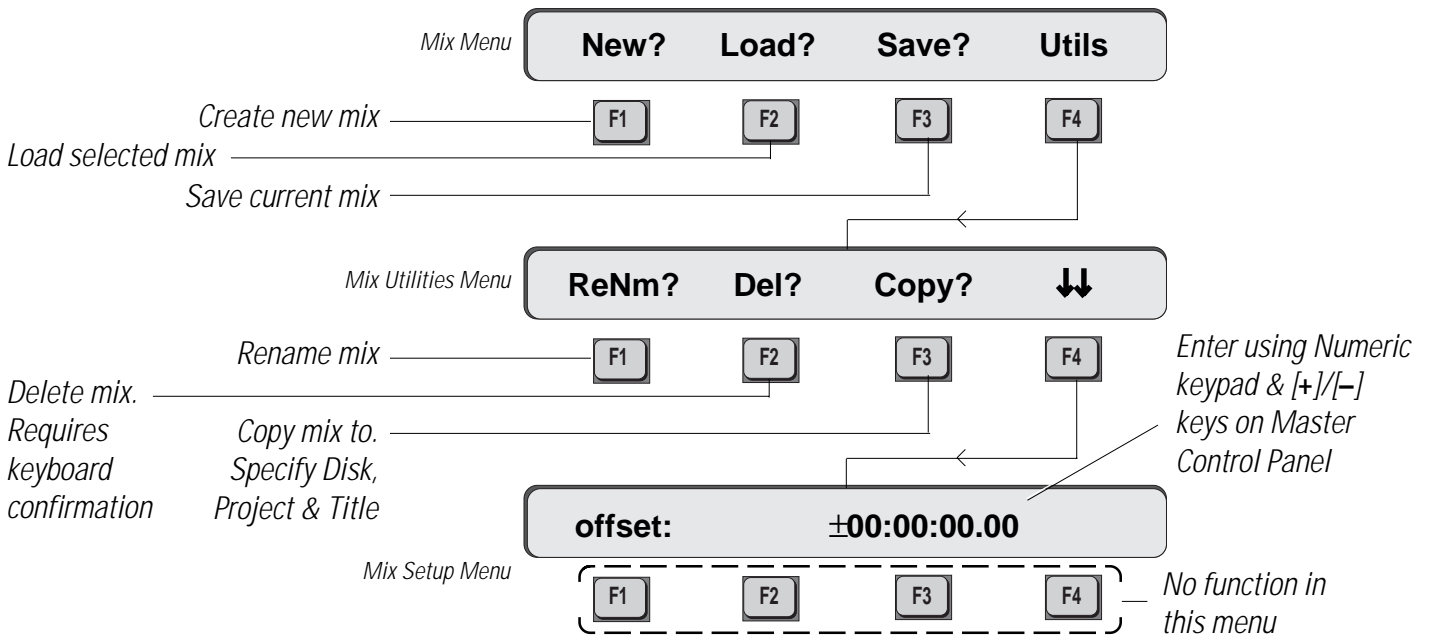 Mix Menu
New? Load? Save? Utils
F1 F2 F3 F4
Create new mix
Load selected mix
Save current mix
Mix Utilities Menu
ReNm? Del? Copy? ↓↓
F1 F2 F3 F4
Rename mix
Delete mix.
Requires
keyboard
confirmation
Copy mix to.
Specify Disk,
Project & Title
Enter using Numeric
keypad & [+]/[–]
keys on Master
Control Panel
offset: ±00:00:00.00
Mix Setup Menu
F1 F2 F3 F4
No function in
this menu